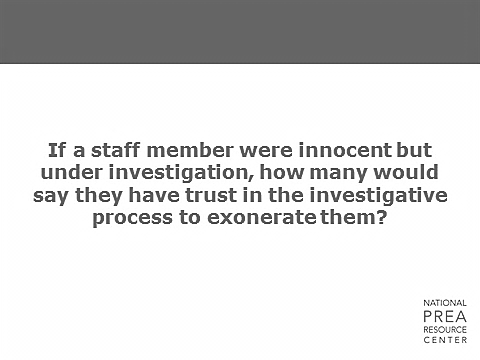 If a staff member were innocent but
under investigation, how many would
say they have trust in the investigative
process to exonerate them?
NATIONAL
PREA
RESOURCE
CENTER